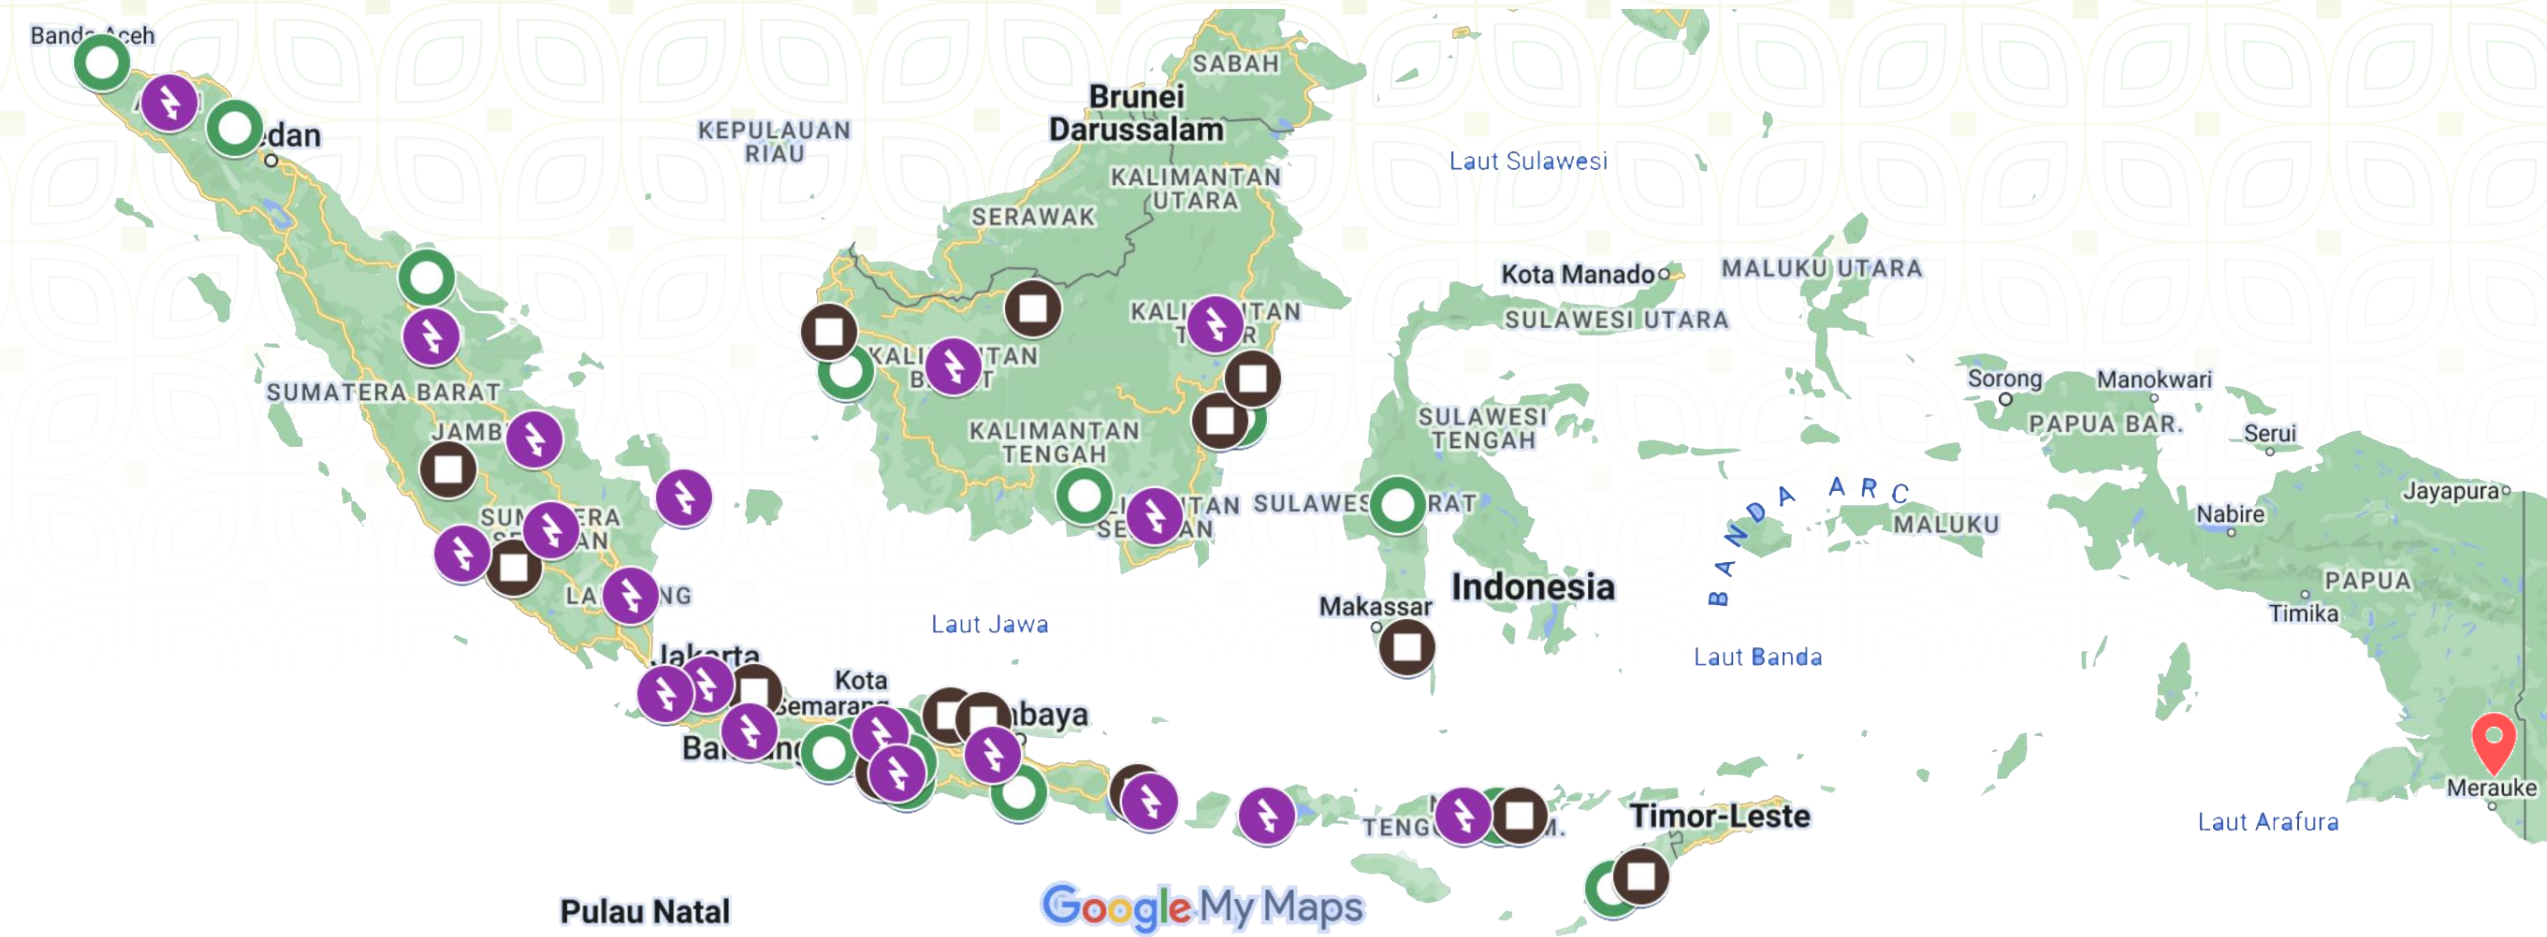 Banda Aceh
SABAH
Brunei
Darussalam
KEPULAUAN
RIAU
Laut Sulawesi
KALIMANTAN
UTARA
SERAWAK
Kota Manado
MALUKU UTARA
SULAWESI UTARA
Sorong
Manokwari
PAPUA BAR.
Serui
SUMATERA BARAT
SULAWESI
TENGAH
KALIMANTAN
TENGAH
BANDA ARC
Jayapura
Nabire
MALUKU
PAPUA
Timika
Indonesia
Makassar
Laut Jawa
Laut Banda
Jakarta
Kota
Semarang
Timor-Leste
Merauke
Laut Arafura
Pulau Natal
Google My Maps